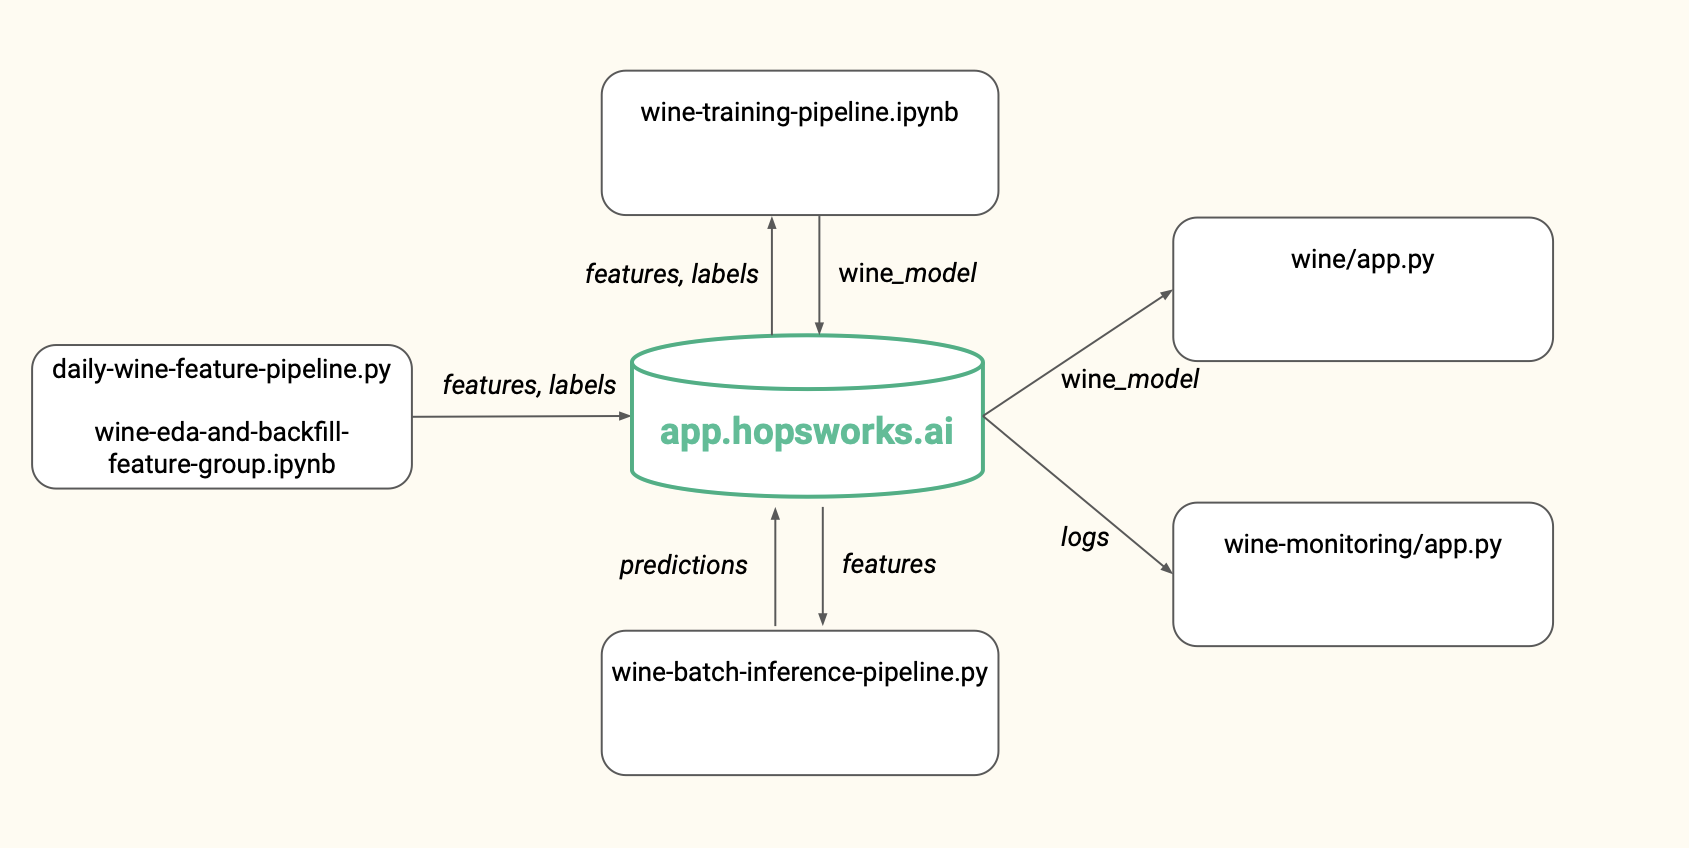 wine-training-pipeline.ipynb
wine/app.py
features, labels
wine_model
daily-wine-feature-pipeline.py
wine-eda-and-backfill-
feature-group.ipynb
features, labels
app.hopsworks.ai
wine_model
logs
wine-monitoring/app.py
predictions
features
wine-batch-inference-pipeline.py